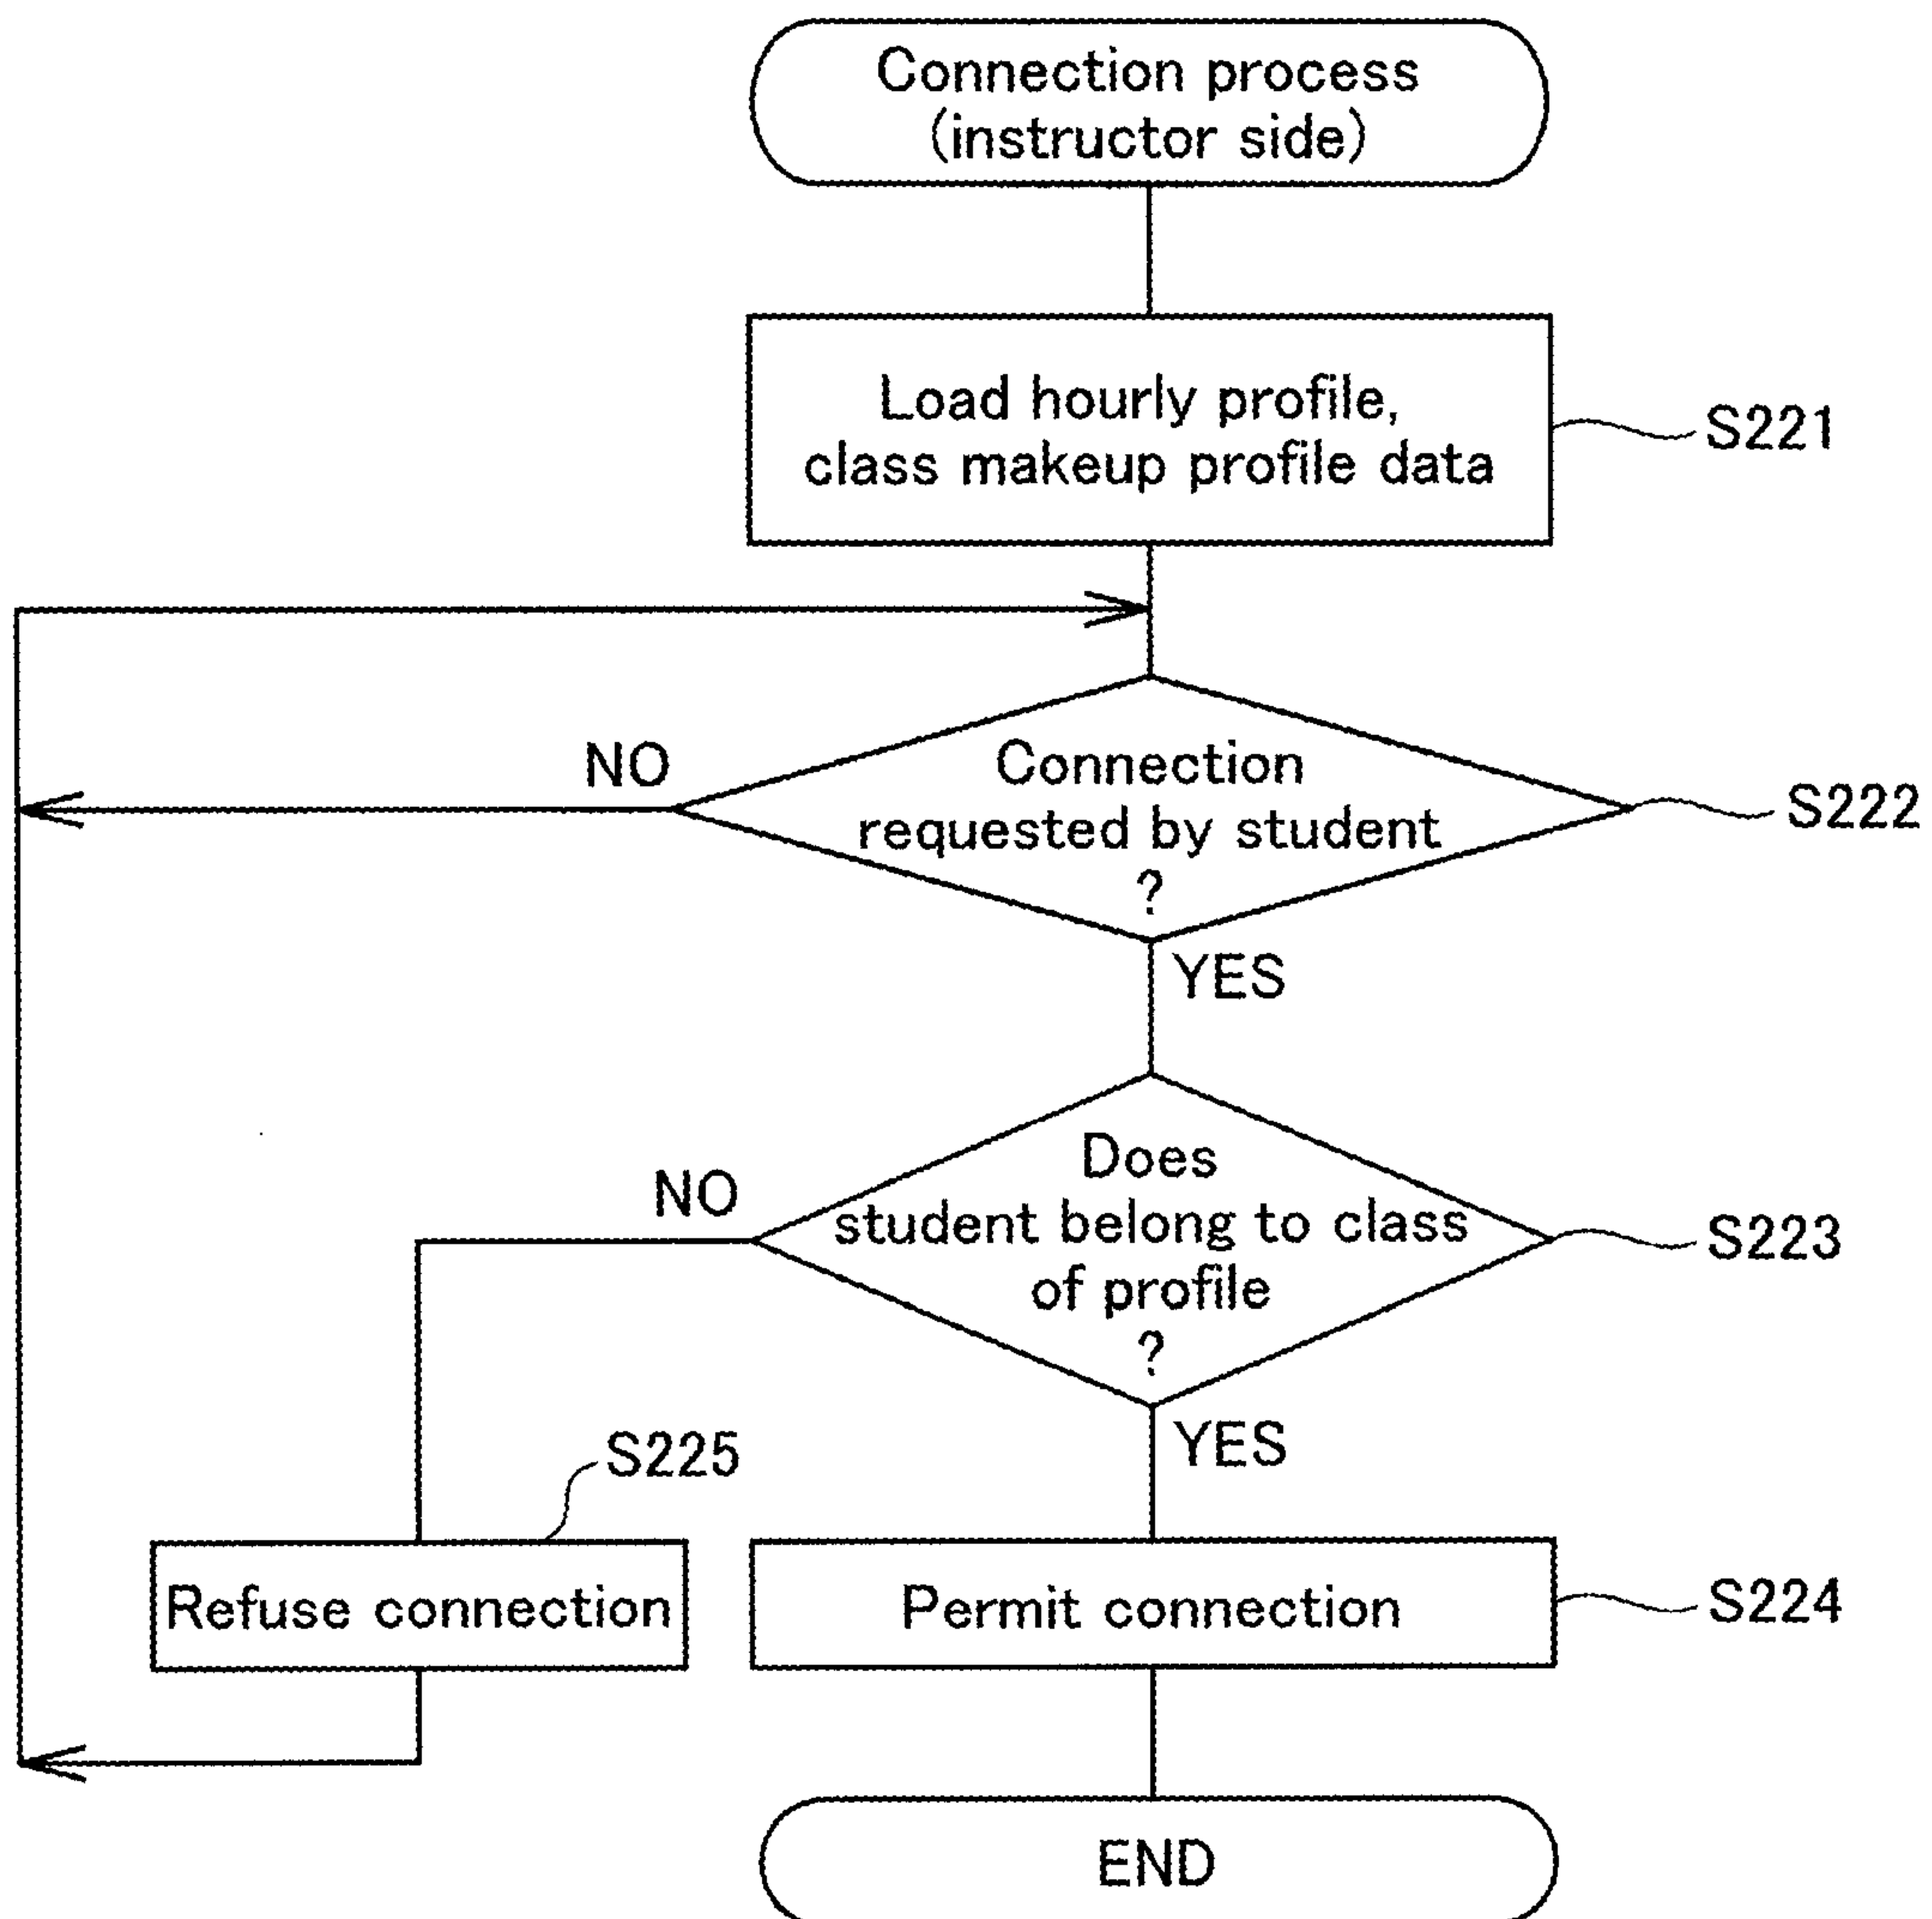 Connection process
(instructor side)
Load hourly profile,
class makeup profile data
S221
NO
Connection
requested by student
?
S222
YES
NO
Does
student belong to class
of profile
?
S223
YES
S225
Refuse connection
Permit connection
S224
END